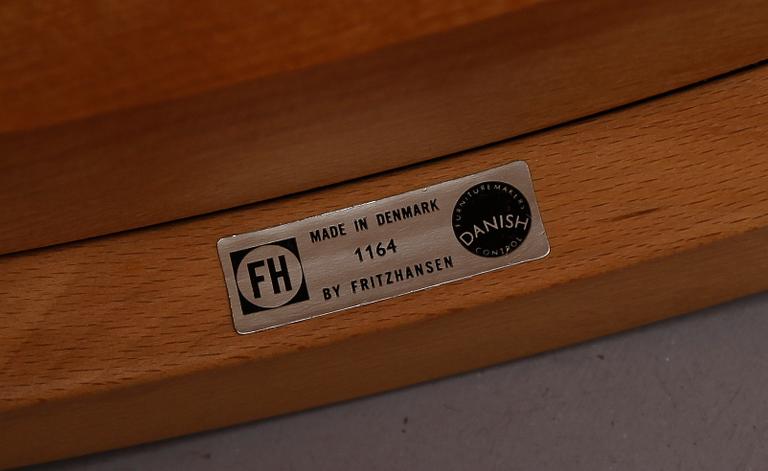 FH
MADE IN DENMARK
1164
BY FRITZHANSEN
FURNITUREMAKERS
DANISH
CONTROL